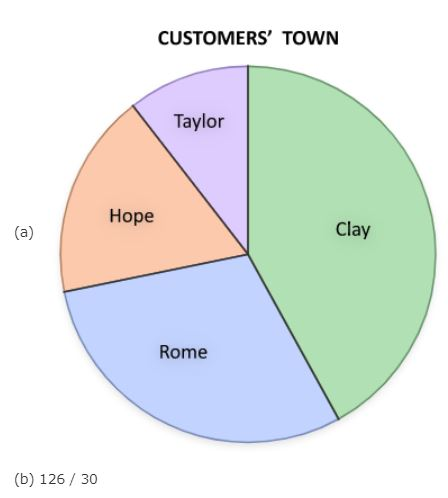 CUSTOMERS’ TOWN
Taylor
Hope
Clay
(a)
Rome
(b) 126 / 30